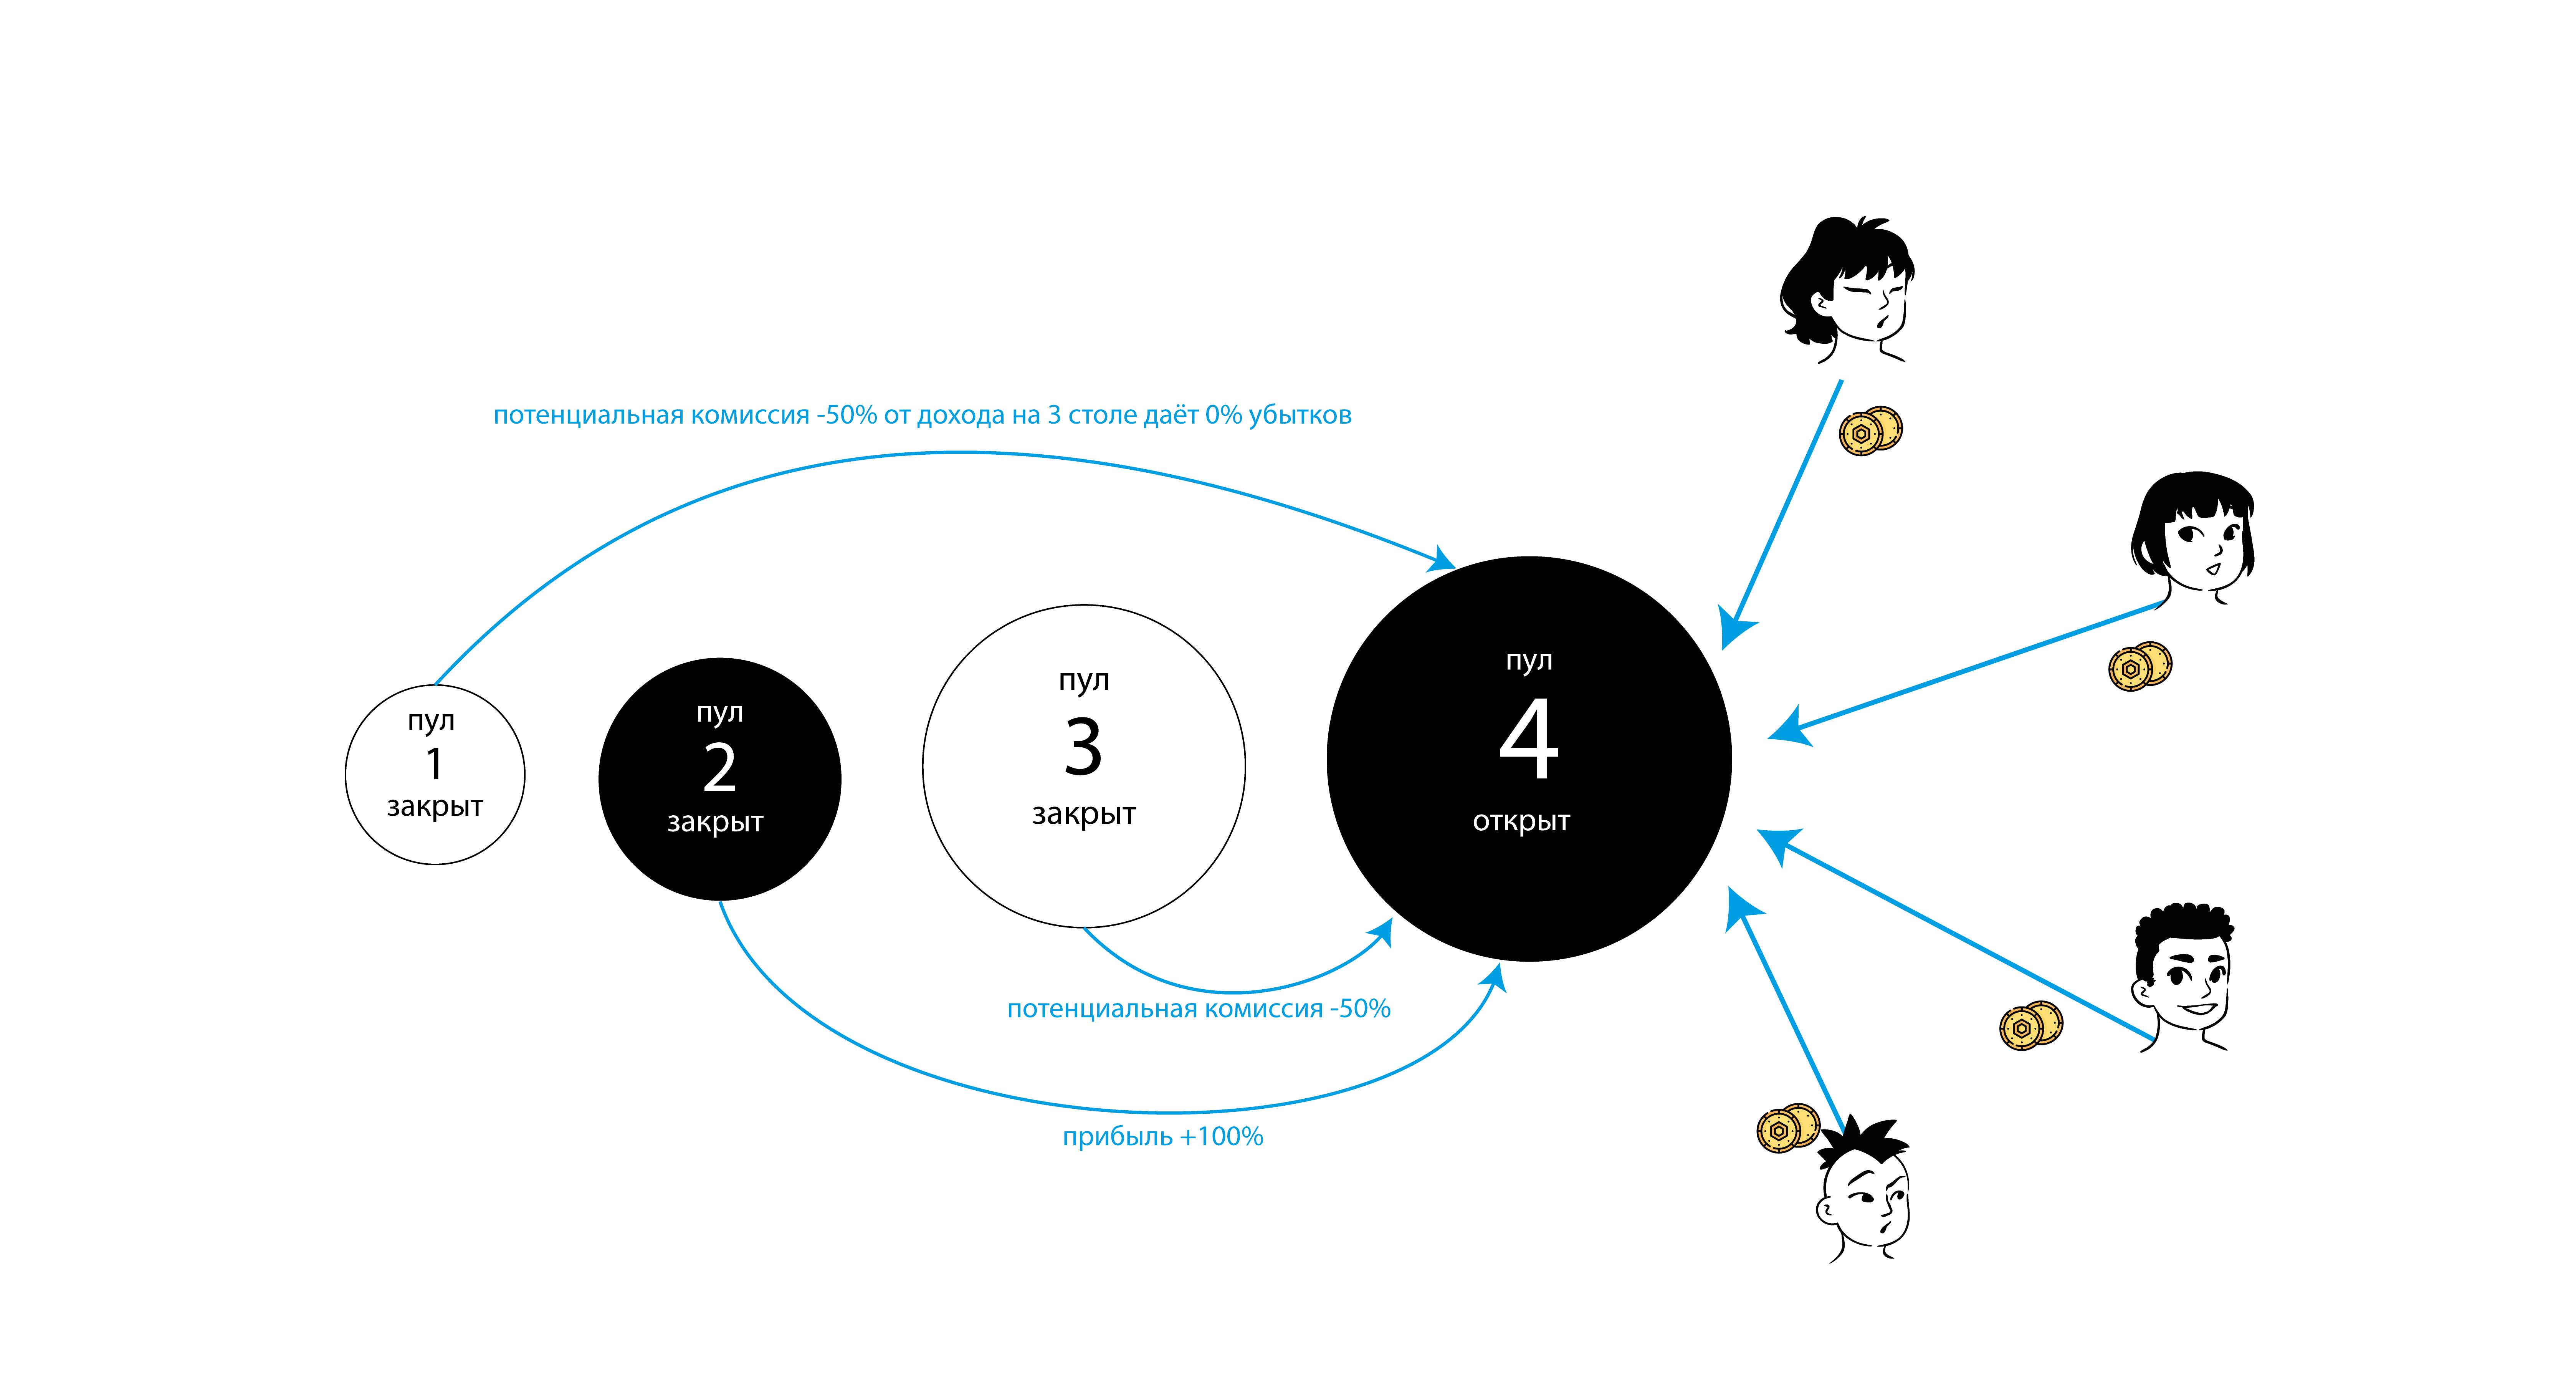 потенциальная комиссия -50% от дохода на 3 столе даёт 0% убытков
пул
1
закрыт
пул
2
закрыт
пул
3
закрыт
пул
4
открыт
потенциальная комиссия -50%
прибыль +100%